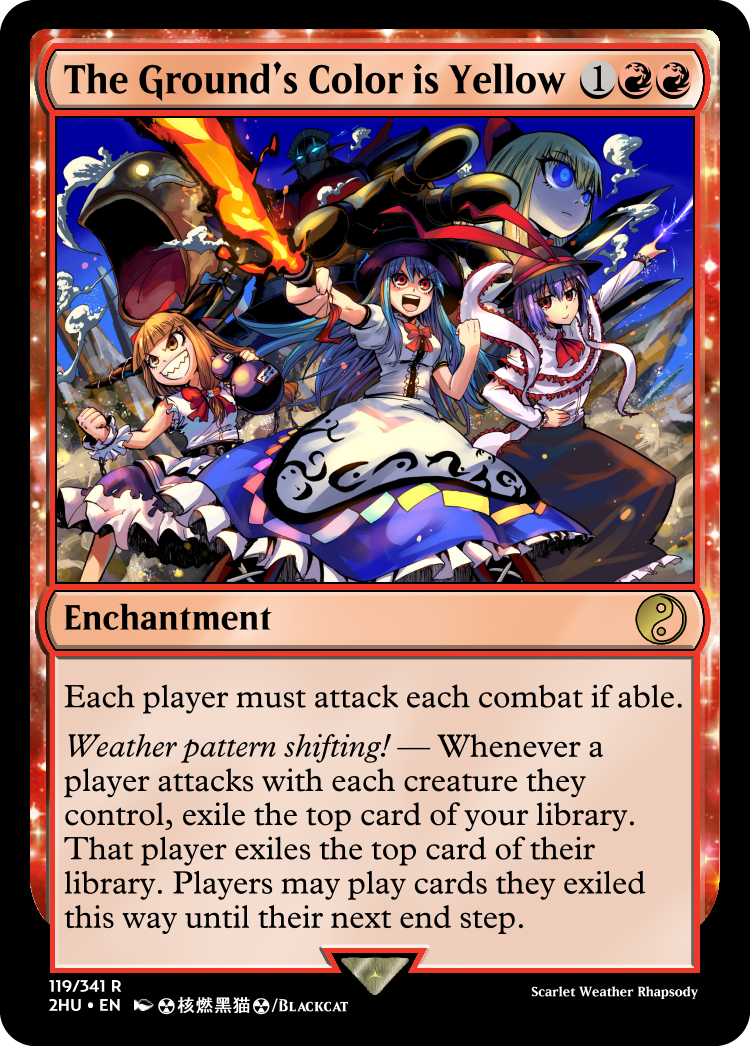 The Ground's Color is Yellow 1
Enchantment
Each player must attack each combat if able.
Weather pattern shifting! — Whenever a
player attacks with each creature they
control, exile the top card of your library.
That player exiles the top card of their
library. Players may play cards they exiled
this way until their next end step.
119/341 R
2HU • EN ☢核燃黑猫☢/Blackcat
Scarlet Weather Rhapsody